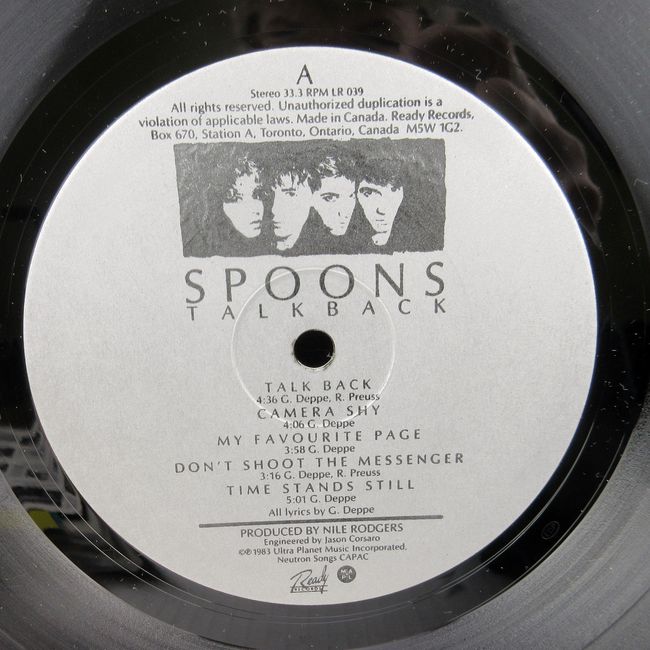 A
Stereo 33.3 RPM LR 039
All rights reserved. Unauthorized duplication is a
violation of applicable laws. Made in Canada. Ready Records,
Box 670, Station A, Toronto, Ontario, Canada M5W 1G2.
SPOONS
TALKBACK
TALK BACK
4:36 G. Deppe, R. Preuss
CAMERA SHY
4:06 G. Deppe
MY FAVOURITE PAGE
3:58 G. Deppe
DON'T SHOOT THE MESSENGER
3:16 G. Deppe, R. Preuss
TIME STANDS STILL
5:01 G. Deppe
All lyrics by G. Deppe
PRODUCED BY NILE RODGERS
Engineered by Jason Corsaro
©℗ 1983 Ultra Planet Music Incorporated,
Neutron Songs CAPAC
Ready
RECORDS